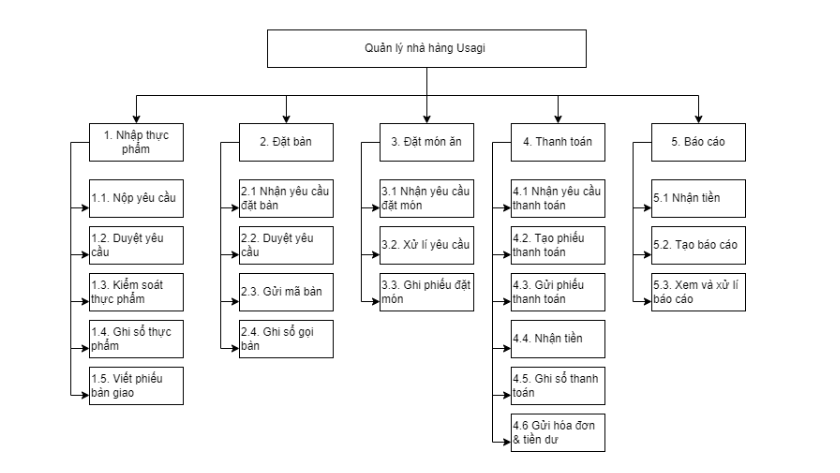 Quản lý nhà hàng Usagi
1. Nhập thực
phẩm
2. Đặt bàn
3. Đặt món ăn
4. Thanh toán
5. Báo cáo
1.1. Nộp yêu cầu
2.1 Nhận yêu cầu
đặt bàn
3.1 Nhận yêu cầu
đặt món
4.1 Nhận yêu cầu
thanh toán
5.1 Nhận tiền
1.2. Duyệt yêu
cầu
2.2. Duyệt yêu
cầu
3.2. Xử lí yêu cầu
4.2. Tạo phiếu
thanh toán
5.2. Tạo báo cáo
1.3. Kiểm soát
thực phẩm
2.3. Gửi mã bàn
3.3. Ghi phiếu đặt
món
4.3. Gửi phiếu
thanh toán
5.3. Xem và xử lí
báo cáo
1.4. Ghi sổ thực
phẩm
2.4. Ghi sổ gọi
bàn
4.4. Nhận tiền
1.5. Viết phiếu
bàn giao
4.5. Ghi sổ thanh
toán
4.6 Gửi hóa đơn
& tiền dư